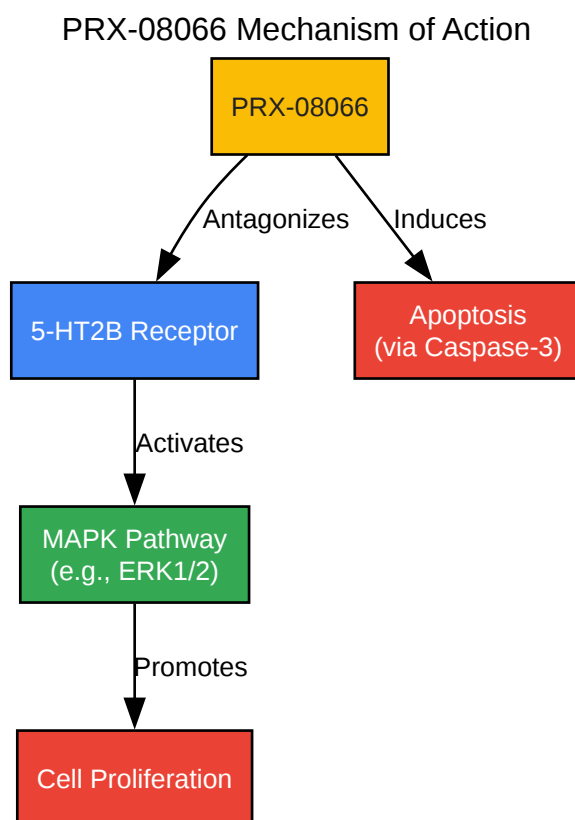 PRX-08066 Mechanism of Action
PRX-08066
Antagonizes
Induces
5-HT2B Receptor
Apoptosis
(via Caspase-3)
Activates
MAPK Pathway
(e.g., ERK1/2)
Promotes
Cell Proliferation